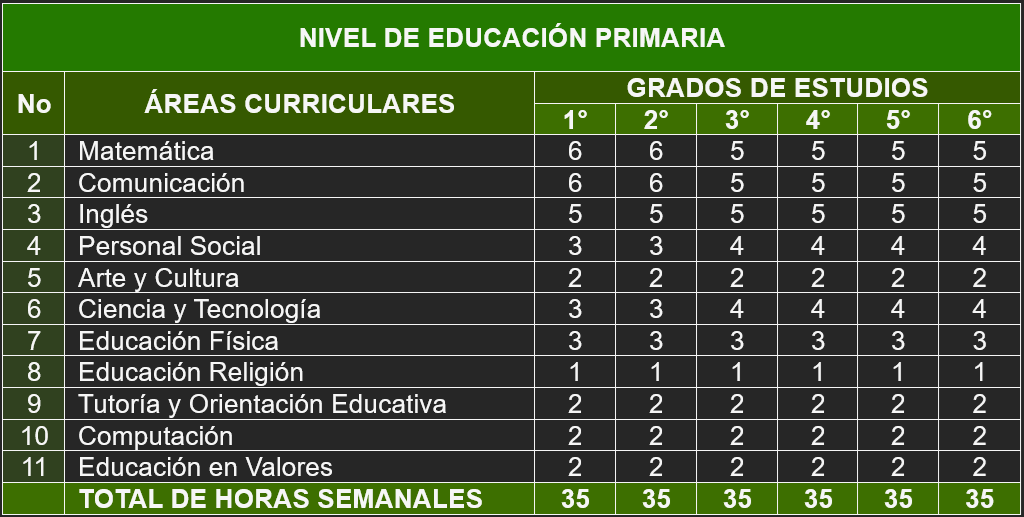 NIVEL DE EDUCACIÓN PRIMARIA
No ÁREAS CURRICULARES GRADOS DE ESTUDIOS
1° 2° 3° 4° 5° 6°
1 Matemática 6 6 5 5 5 5
2 Comunicación 6 6 5 5 5 5
3 Inglés 5 5 5 5 5 5
4 Personal Social 3 3 4 4 4 4
5 Arte y Cultura 2 2 2 2 2 2
6 Ciencia y Tecnología 3 3 4 4 4 4
7 Educación Física 3 3 3 3 3 3
8 Educación Religión 1 1 1 1 1 1
9 Tutoría y Orientación Educativa 2 2 2 2 2 2
10 Computación 2 2 2 2 2 2
11 Educación en Valores 2 2 2 2 2 2
TOTAL DE HORAS SEMANALES 35 35 35 35 35 35